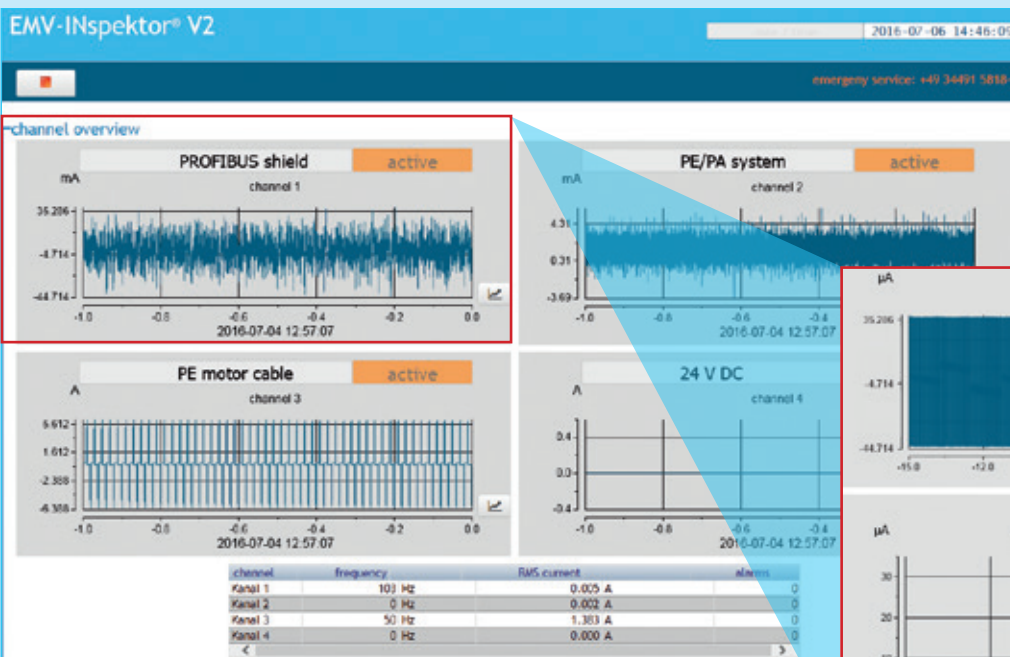 EMV-INspektor® V2
2016-07-06 14:46:09
emergeny service: +49 34491 5818-
channel overview
PROFIBUS shield active
mA channel 1
35.286
-4.714
-44.714
-1.0 -0.8 -0.6 -0.4 -0.2 0.0
2016-07-04 12:57:07
PE/PA system active
mA channel 2
4.31
0.31
-3.69
-1.0 -0.8 -0.6 -0.4
2016-07-04 12:57:07
PE motor cable active
A channel 3
5.612
1.612
-2.388
-6.388
-1.0 -0.8 -0.6 -0.4 -0.2 0.0
2016-07-04 12:57:07
24 V DC
A channel 4
0.4
0.0
-0.4
-1.0 -0.8 -0.6 -0.4
2016-07-04 12:57:07
µA
35.286
-4.714
-44.714
-15.0 -12.0
µA
30
20
channel frequency RMS current alarms
Kanal 1 103 Hz 0.005 A 0
Kanal 2 0 Hz 0.002 A 0
Kanal 3 50 Hz 1.383 A 0
Kanal 4 0 Hz 0.000 A 0